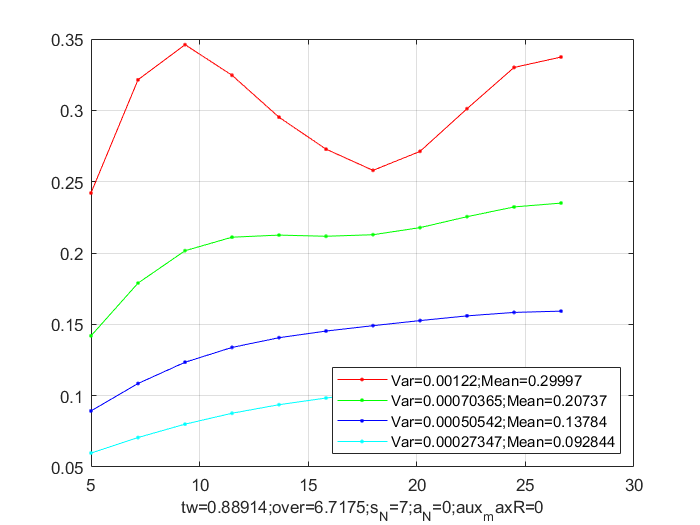 0.35
0.3
0.25
0.2
0.15
0.1
0.05
Var=0.00122;Mean=0.29997
Var=0.00070365;Mean=0.20737
Var=0.00050542;Mean=0.13784
Var=0.00027347;Mean=0.092844
5 10 15 20 25 30
tw=0.88914;over=6.7175;s_N=7;a_N=0;aux_maxR=0